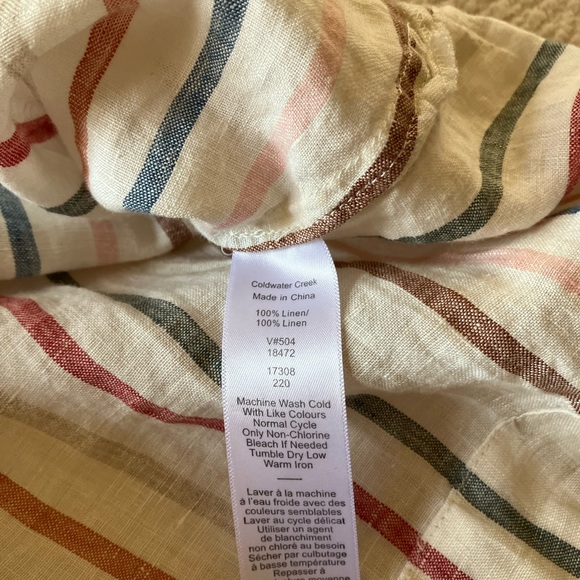 Coldwater Creek
Made in China
100% Linen/
100% Linen
V#504
18472
17308
220
Machine Wash Cold
With Like Colours
Normal Cycle
Only Non-Chlorine
Bleach If Needed
Tumble Dry Low
Warm Iron
Laver à la machine
á l'eau froide avec des
couleurs semblables
Laver au cycle délicat
Utiliser un agent
de blanchiment
non chloré au besoin
Sécher par culbutage
à basse température
Repasser à
température moyenne